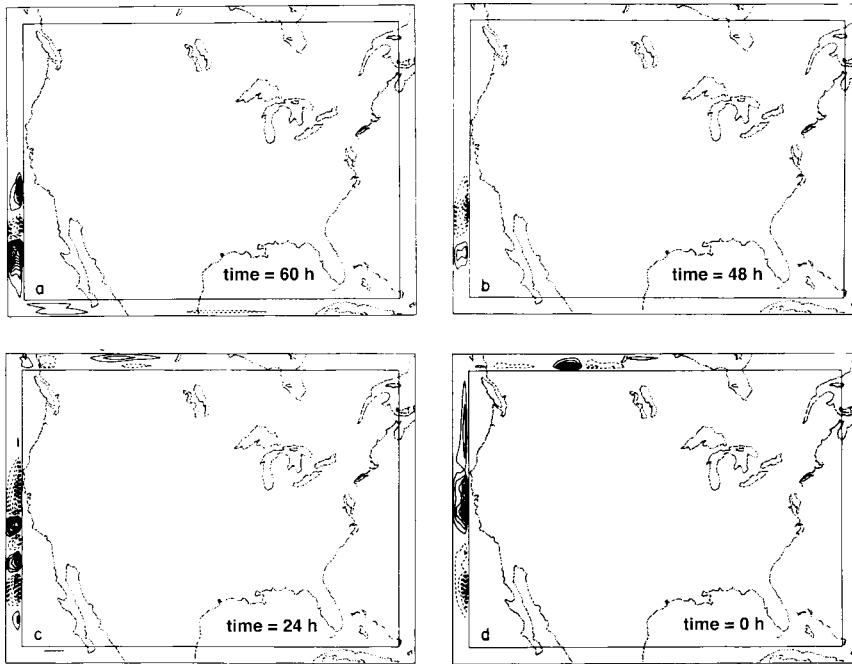 a
time = 60 h
b
time = 48 h
c
time = 24 h
d
time = 0 h